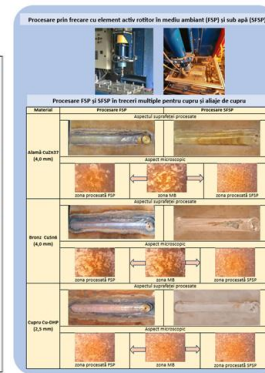 Procesare prin frecare cu element activ rotitor în mediu ambiant (FSP) și sub apă (SFSP)
Procesare FSP și SFSP în treceri multiple pentru cupru și aliaje de cupru
Material Procesare FSP Procesare SFSP
Aspectul suprafeței procesate
Alamă CuZn37
(4,0 mm)
Aspect microscopic
zona procesată FSP zona MB zona procesată SFSP
Aspectul suprafeței procesate
Bronz CuSn6
(4,0 mm)
Aspect microscopic
zona procesată FSP zona MB zona procesată SFSP
Aspectul suprafeței procesate
Cupru Cu-DHP
(2,5 mm)
Aspect microscopic
zona procesată FSP zona MB zona procesată SFSP